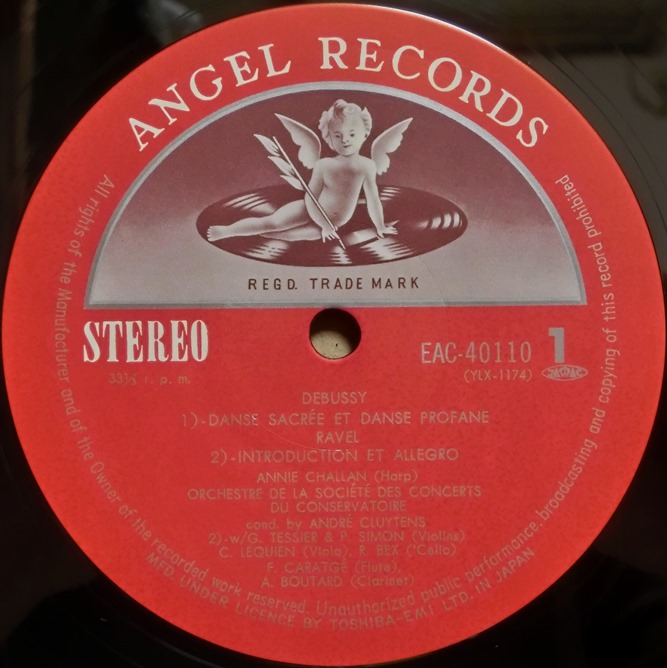 ANGEL RECORDS
REGD. TRADE MARK
STEREO
33⅓ r. p. m.
EAC-40110 1
(YLX-1174)
DEBUSSY
1)-DANSE SACRÉE ET DANSE PROFANE
RAVEL
2)-INTRODUCTION ET ALLEGRO
ANNIE CHALLAN (Harp)
ORCHESTRE DE LA SOCIÉTÉ DES CONCERTS
DU CONSERVATOIRE
cond. by ANDRÉ CLUYTENS
2)-w/G. TESSIER & P. SIMON (Violins)
C. LEQUIEN (Viola), R. BEX ('Cello)
F. CARATGÉ (Flute),
A. BOUTARD (Clarinet)
All rights of the Manufacturer and of the Owner of the recorded work reserved. Unauthorized public performance, broadcasting and copying of this record prohibited
MFD. UNDER LICENCE BY TOSHIBA-EMI LTD. IN JAPAN